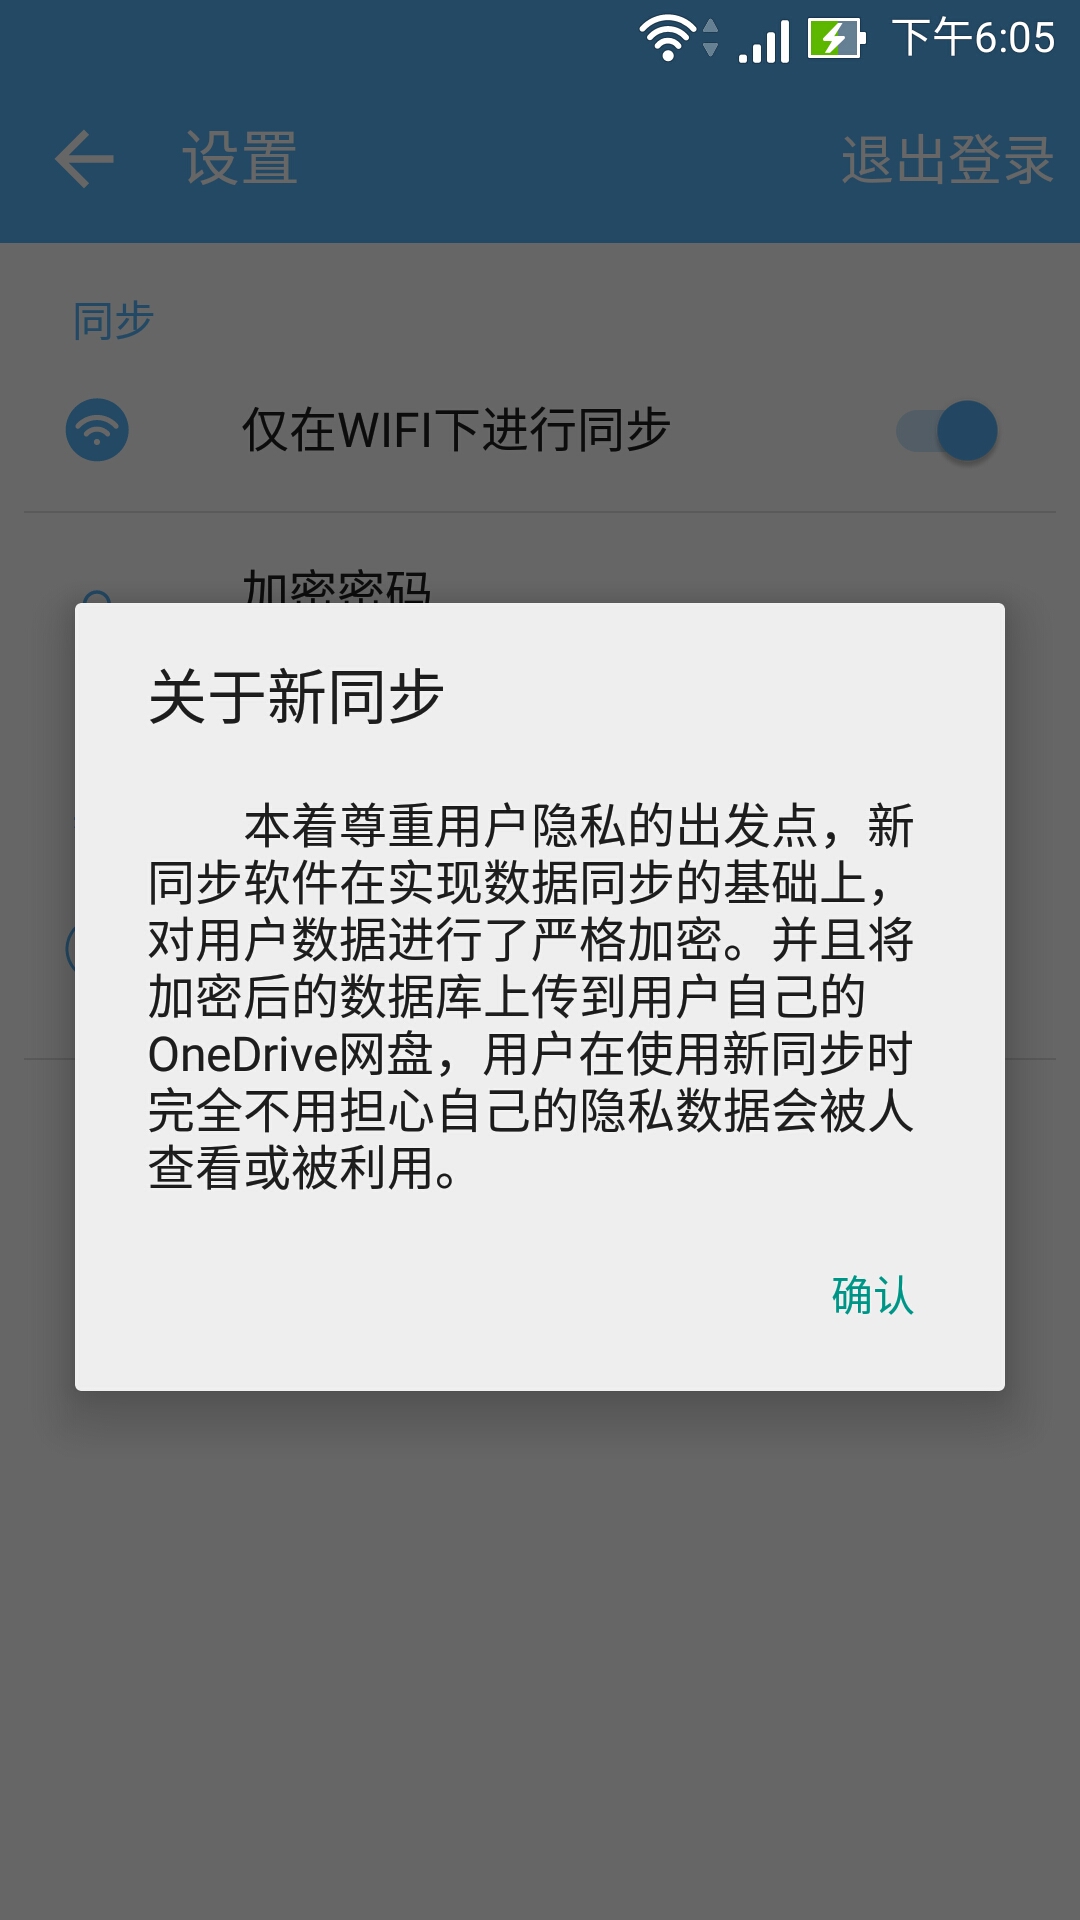 下午6:05
设置
退出登录
同步
仅在WIFI下进行同步
加密密码
关于新同步
本着尊重用户隐私的出发点，新
同步软件在实现数据同步的基础上，
对用户数据进行了严格加密。并且将
加密后的数据库上传到用户自己的
OneDrive网盘，用户在使用新同步时
完全不用担心自己的隐私数据会被人
查看或被利用。
确认